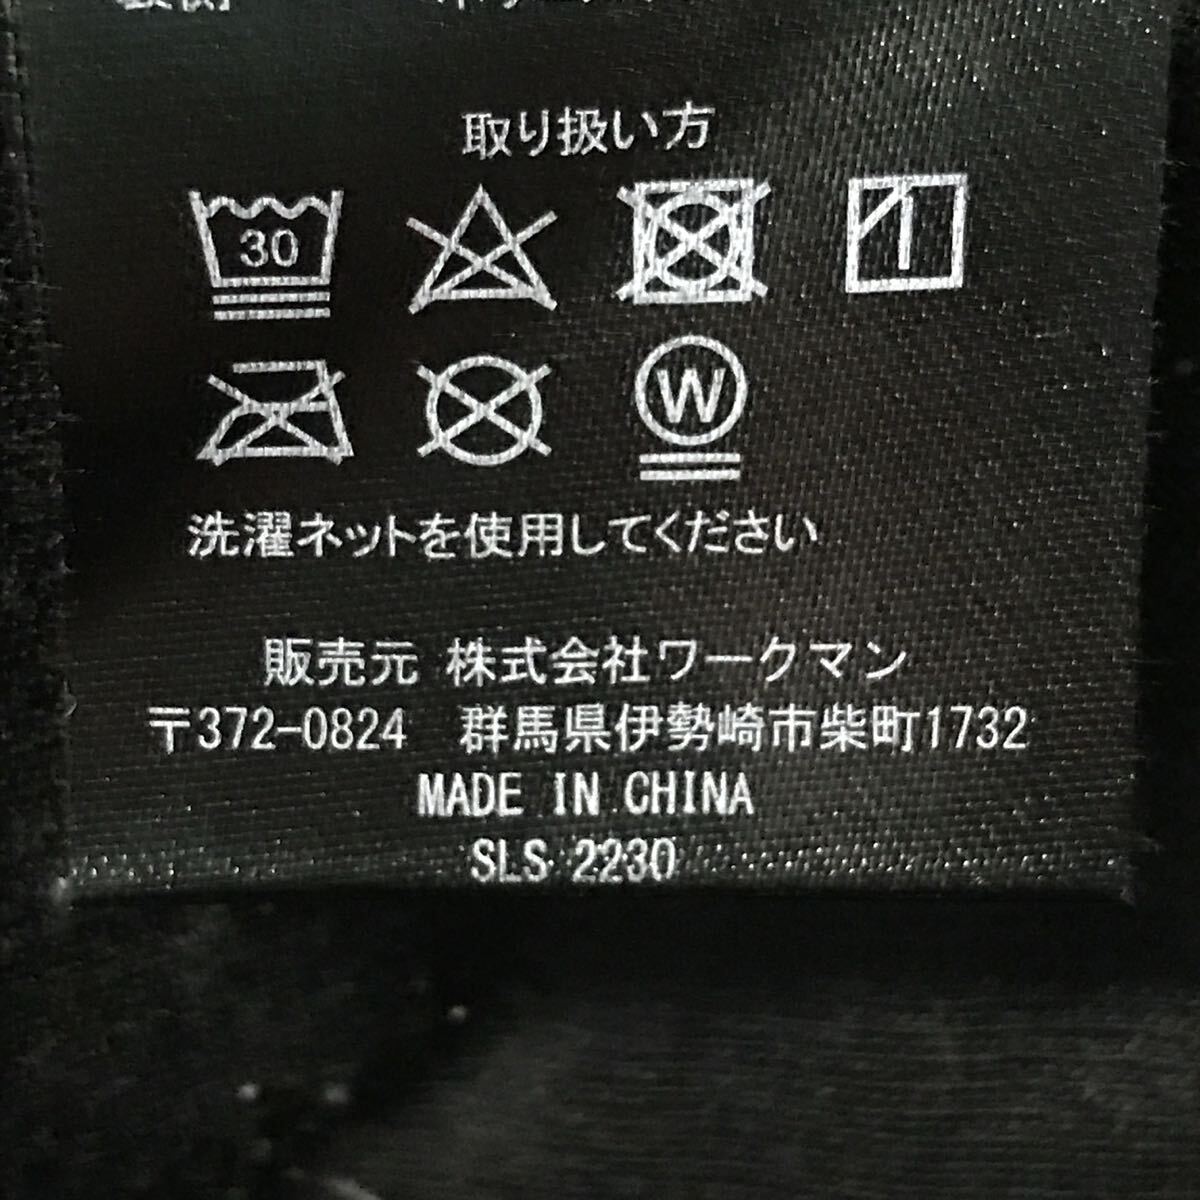 取り扱い方
30
W
洗濯ネットを使用してください
販売元 株式会社ワークマン
〒372-0824 群馬県伊勢崎市柴町1732
MADE IN CHINA
SLS 2230